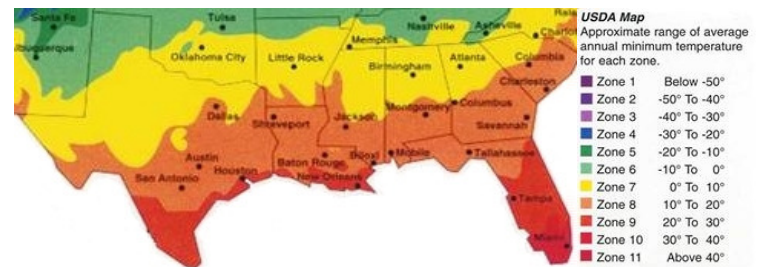 Santa Fe
Tulsa
Nashville
Asheville
Albuquerque
Oklahoma City
Memphis
Little Rock
Birmingham
Atlanta
Columbia
Charleston
Dallas
Shreveport
Jackson
Montgomery
Columbus
Savannah
Austin
San Antonio
Houston
Baton Rouge
New Orleans
Biloxi
Mobile
Tallahassee
Tampa
Miami
USDA Map
Approximate range of average
annual minimum temperature
for each zone.
Zone 1 Below -50°
Zone 2 -50° To -40°
Zone 3 -40° To -30°
Zone 4 -30° To -20°
Zone 5 -20° To -10°
Zone 6 -10° To 0°
Zone 7 0° To 10°
Zone 8 10° To 20°
Zone 9 20° To 30°
Zone 10 30° To 40°
Zone 11 Above 40°